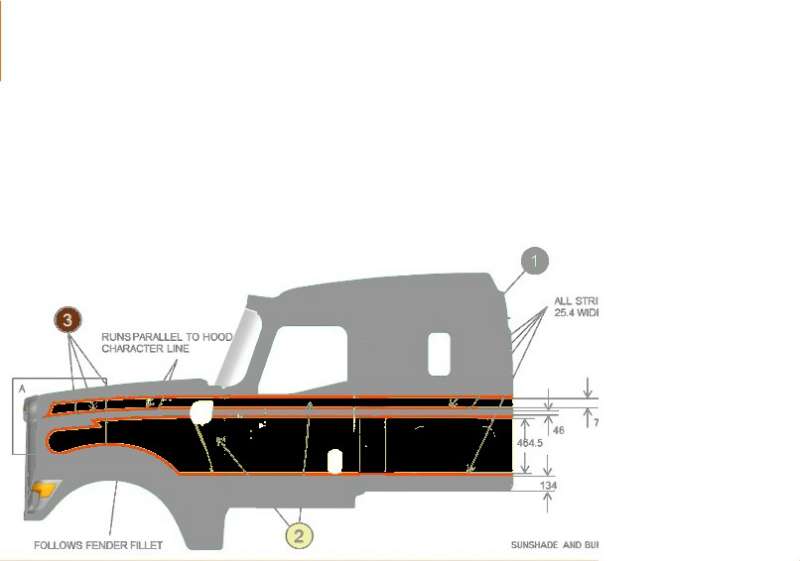 1
ALL STRI
25.4 WIDE
3
RUNS PARALLEL TO HOOD
CHARACTER LINE
A
7
46
464.5
134
2
FOLLOWS FENDER FILLET
SUNSHADE AND BU